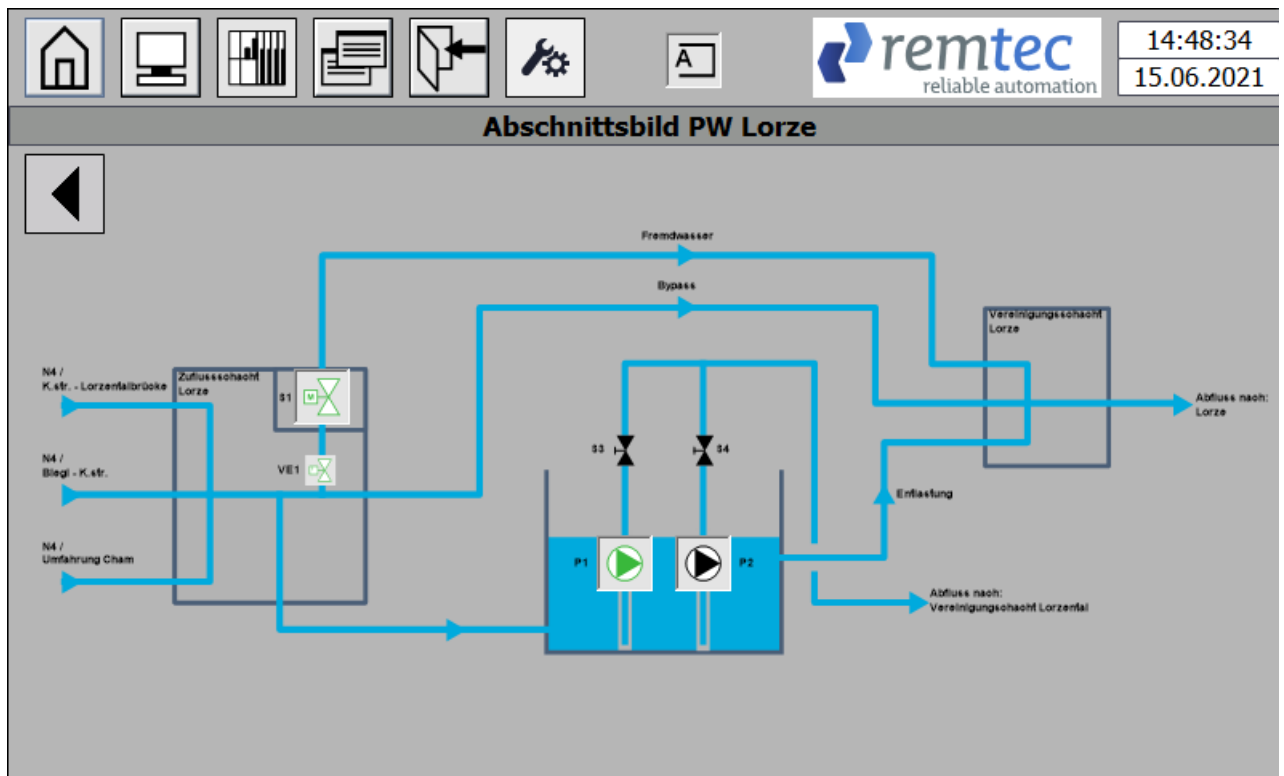 A
remtec
reliable automation
14:48:34
15.06.2021
Abschnittsbild PW Lorze
Fremdwasser
Bypass
Vereinigungsschacht
Lorze
N4 /
K.str. - Lorzentalbrücke
Zuflussschacht
Lorze
S1
M
Abfluss nach:
Lorze
S3
S4
N4 /
Blegi - K.str.
VE1
Entlastung
N4 /
Umfahrung Cham
P1
P2
Abfluss nach:
Vereinigungschacht Lorzental